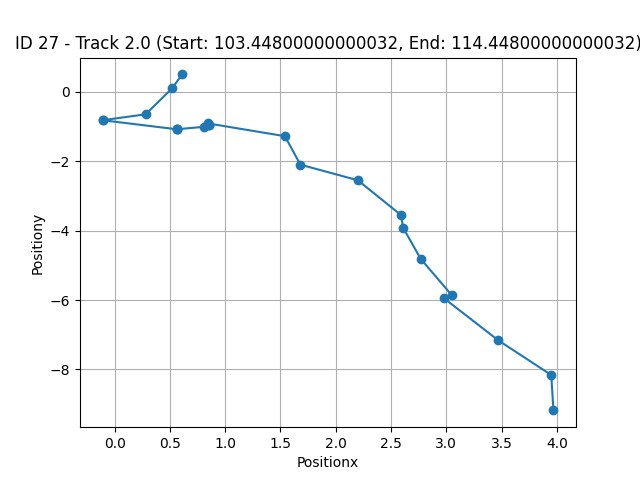 ID 27 - Track 2.0 (Start: 103.44800000000032, End: 114.44800000000032)
0
−2
−4
−6
−8
Positiony
0.0 0.5 1.0 1.5 2.0 2.5 3.0 3.5 4.0
Positionx